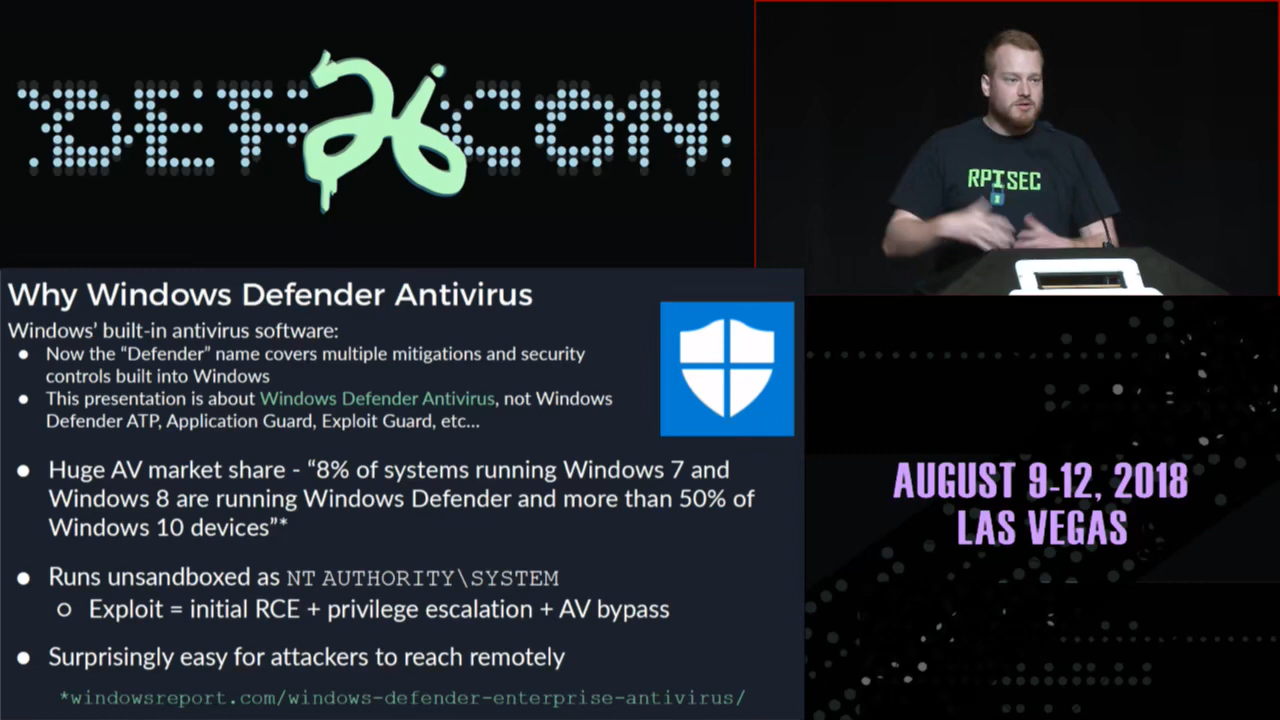 DEF 26 CON
RPISEC
Why Windows Defender Antivirus
Windows’ built-in antivirus software:
● Now the “Defender” name covers multiple mitigations and security
controls built into Windows
● This presentation is about Windows Defender Antivirus, not Windows
Defender ATP, Application Guard, Exploit Guard, etc...
● Huge AV market share - “8% of systems running Windows 7 and
Windows 8 are running Windows Defender and more than 50% of
Windows 10 devices”*
● Runs unsandboxed as NT AUTHORITY\SYSTEM
○ Exploit = initial RCE + privilege escalation + AV bypass
● Surprisingly easy for attackers to reach remotely
*windowsreport.com/windows-defender-enterprise-antivirus/
AUGUST 9-12, 2018
LAS VEGAS